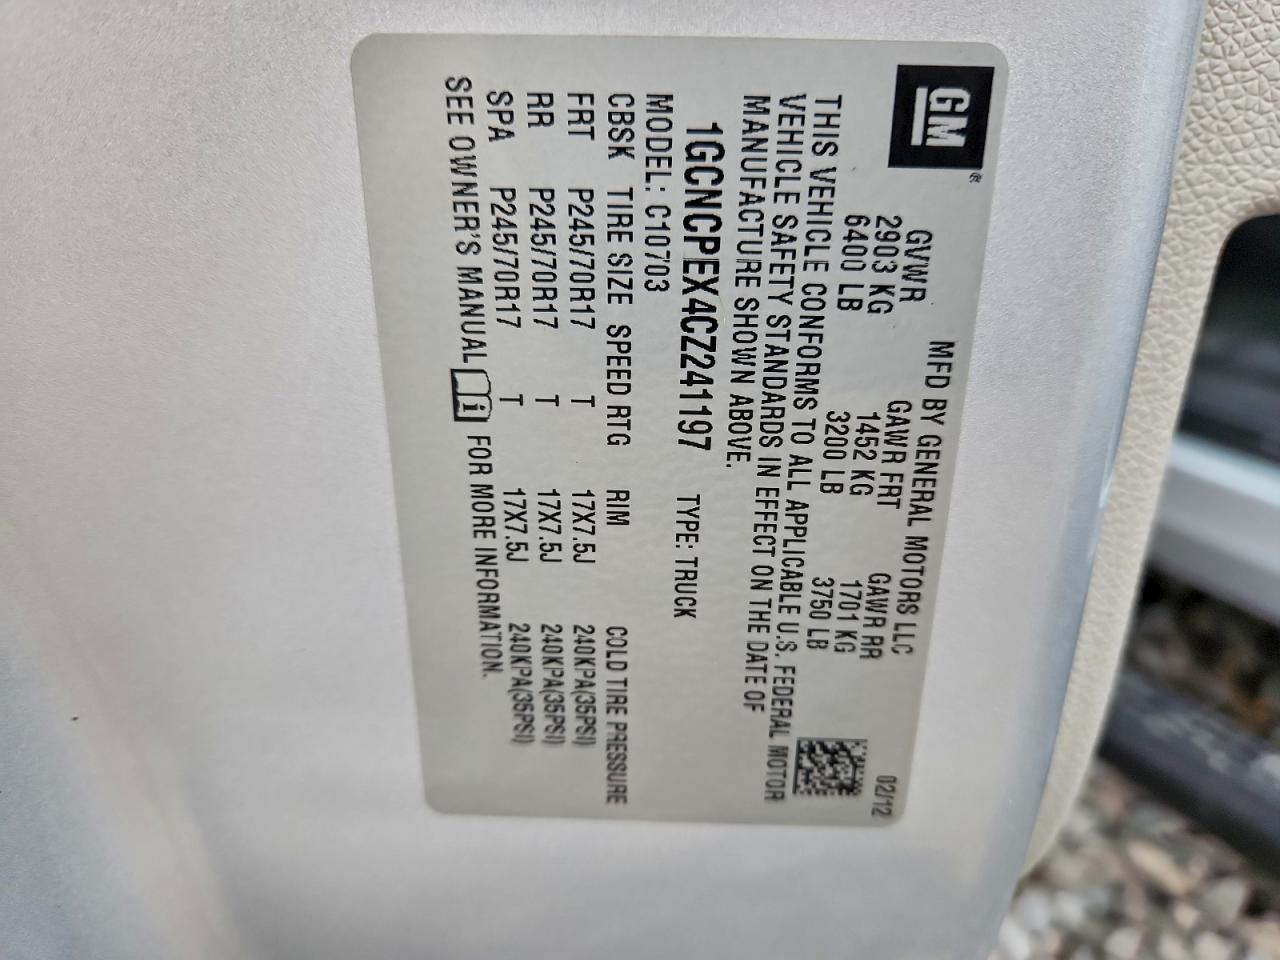 GM®
MFD BY GENERAL MOTORS LLC 02/12
GVWR GAWR FRT GAWR RR
2903 KG 1452 KG 1701 KG
6400 LB 3200 LB 3750 LB
THIS VEHICLE CONFORMS TO ALL APPLICABLE U.S. FEDERAL MOTOR
VEHICLE SAFETY STANDARDS IN EFFECT ON THE DATE OF
MANUFACTURE SHOWN ABOVE.
1GCNCPEX4CZ241197 TYPE: TRUCK
MODEL: C10703
CBSK TIRE SIZE SPEED RTG RIM COLD TIRE PRESSURE
FRT P245/70R17 T 17X7.5J 240KPA(35PSI)
RR P245/70R17 T 17X7.5J 240KPA(35PSI)
SPA P245/70R17 T 17X7.5J 240KPA(35PSI)
SEE OWNER'S MANUAL i FOR MORE INFORMATION.